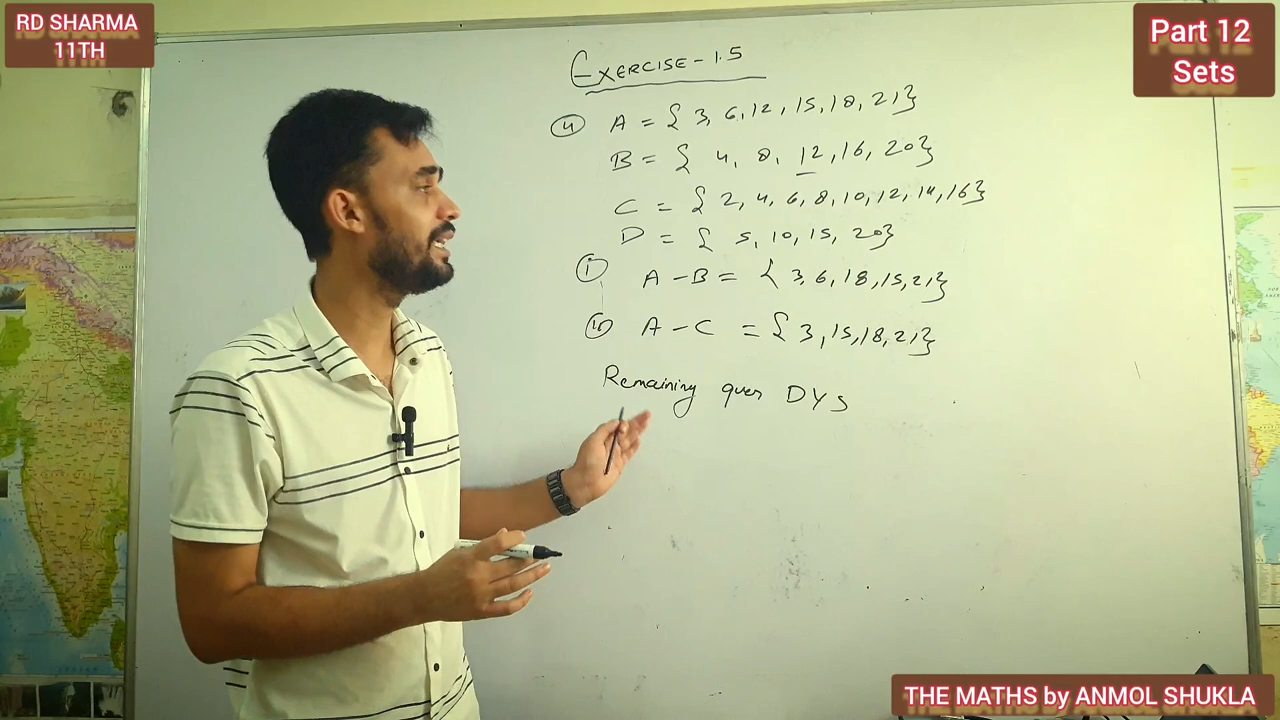 RD SHARMA
11TH
Part 12
Sets
EXERCISE - 1.5
(4) A = { 3, 6, 12, 15, 18, 21}
B = { 4, 8, 12, 16, 20}
C = { 2, 4, 6, 8, 10, 12, 14, 16}
D = { 5, 10, 15, 20}
(i) A - B = { 3, 6, 18, 15, 21}
A - C = { 3, 15, 18, 21}
Remaining ques DYS
THE MATHS by ANMOL SHUKLA